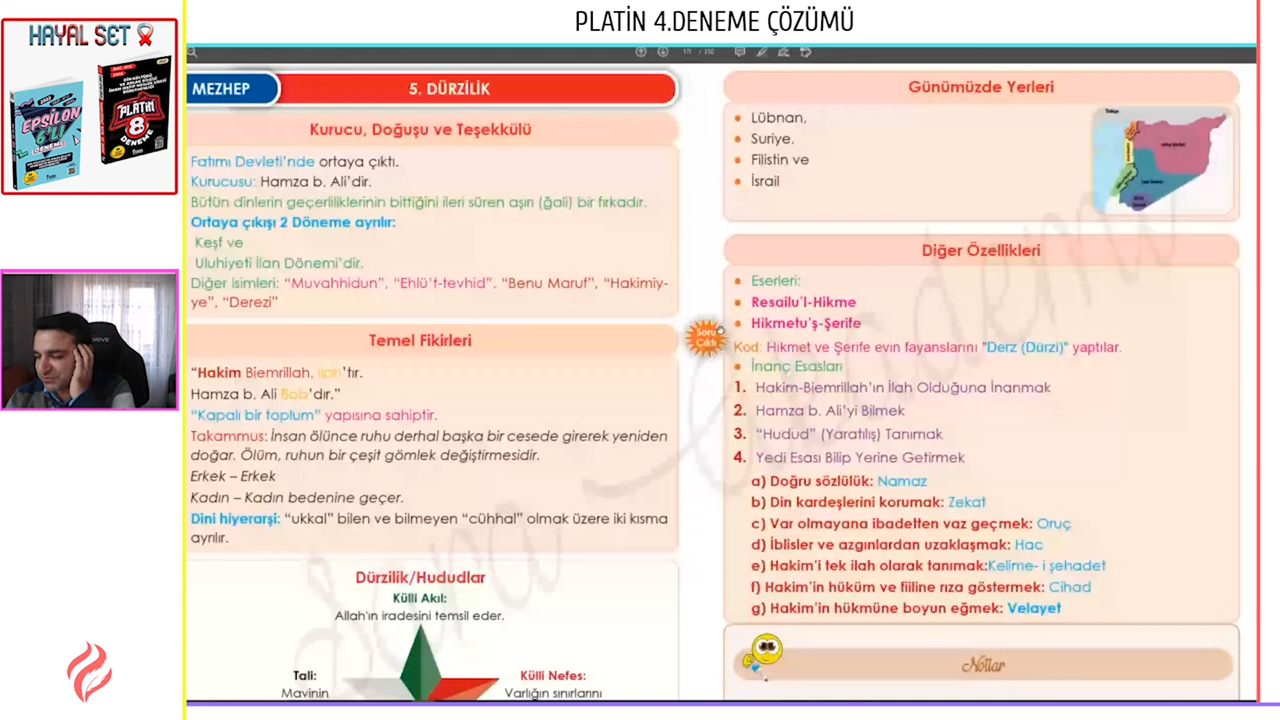 PLATİN 4.DENEME ÇÖZÜMÜ
HAYAL SET
EPSİLON
6'LI
DENEME
PLATİN
8
DENEME
171 / 230
MEZHEP
5. DÜRZİLİK
Kurucu, Doğuşu ve Teşekkülü
Fatımı Devleti'nde ortaya çıktı.
Kurucusu: Hamza b. Ali'dir.
Bütün dinlerin geçerliliklerinin bittiğini ileri süren aşırı (ğali) bir fırkadır.
Ortaya çıkışı 2 Döneme ayrılır:
Keşf ve
Uluhiyeti İlan Dönemi'dir.
Diğer isimleri: "Muvahhidun", "Ehlü't-tevhid". "Benu Maruf", "Hakimiy-
ye", "Derezi"
Temel Fikirleri
"Hakim Biemrillah, ilah'tır.
Hamza b. Ali Bab'dır."
"Kapalı bir toplum" yapısına sahiptir.
Takammus: İnsan ölünce ruhu derhal başka bir cesede girerek yeniden
doğar. Ölüm, ruhun bir çeşit gömlek değiştirmesidir.
Erkek – Erkek
Kadın – Kadın bedenine geçer.
Dini hiyerarşi: "ukkal" bilen ve bilmeyen "cühhal" olmak üzere iki kısma
ayrılır.
Dürzilik/Hududlar
Külli Akıl:
Allah'ın iradesini temsil eder.
Tali:
Mavinin
Külli Nefes:
Varlığın sınırlarını
Günümüzde Yerleri
Lübnan,
Suriye,
Filistin ve
İsrail
Diğer Özellikleri
Eserleri:
Resailu'l-Hikme
Hikmetu'ş-Şerife
Soru
Çıktı
Kod: Hikmet ve Şerife evin fayanslarını "Derz (Dürzi)" yaptılar.
İnanç Esasları
1. Hakim-Biemrillah'ın İlah Olduğuna İnanmak
2. Hamza b. Ali'yi Bilmek
3. "Hudud" (Yaratılış) Tanımak
4. Yedi Esası Bilip Yerine Getirmek
a) Doğru sözlülük: Namaz
b) Din kardeşlerini korumak: Zekat
c) Var olmayana ibadetten vaz geçmek: Oruç
d) İblisler ve azgınlardan uzaklaşmak: Hac
e) Hakim'i tek ilah olarak tanımak:Kelime- i şehadet
f) Hakim'in hüküm ve fiiline rıza göstermek: Cihad
g) Hakim'in hükmüne boyun eğmek: Velayet
Notlar